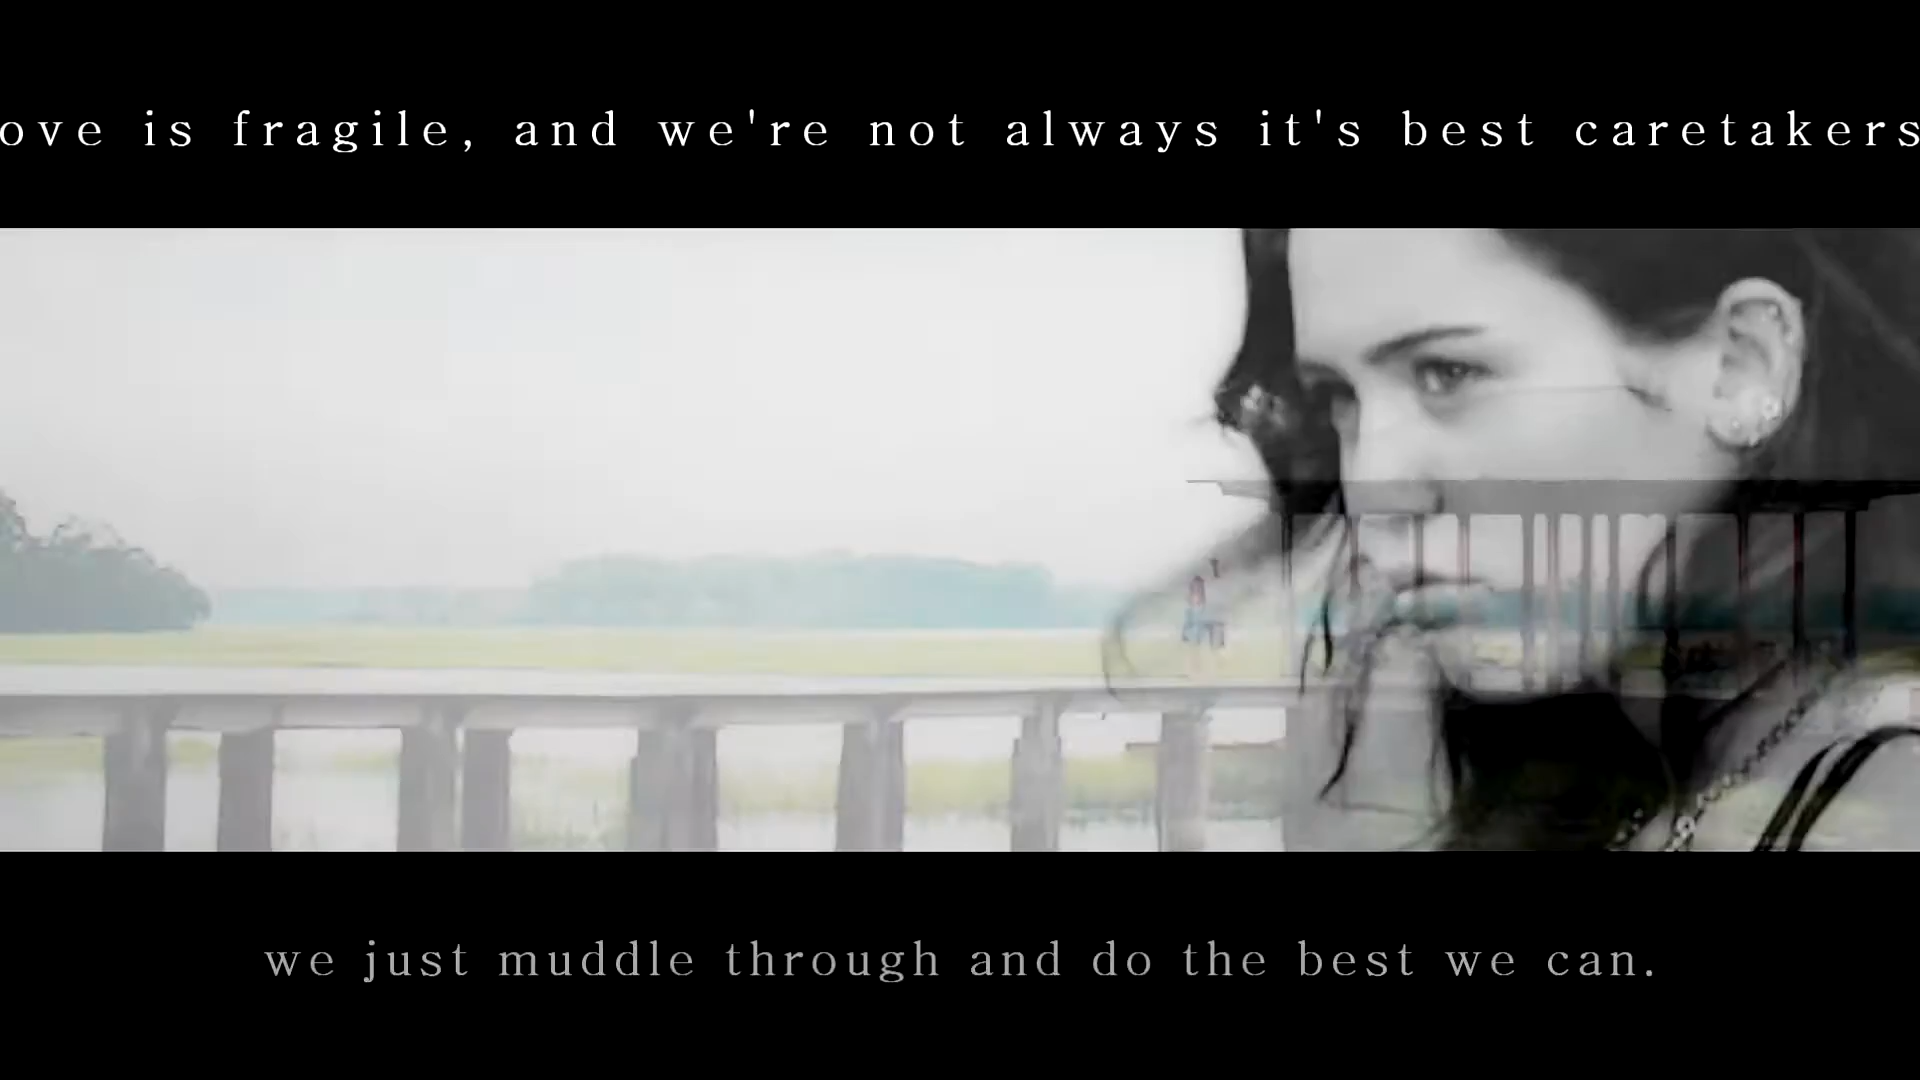 ove is fragile, and we're not always it's best caretakers
we just muddle through and do the best we can.